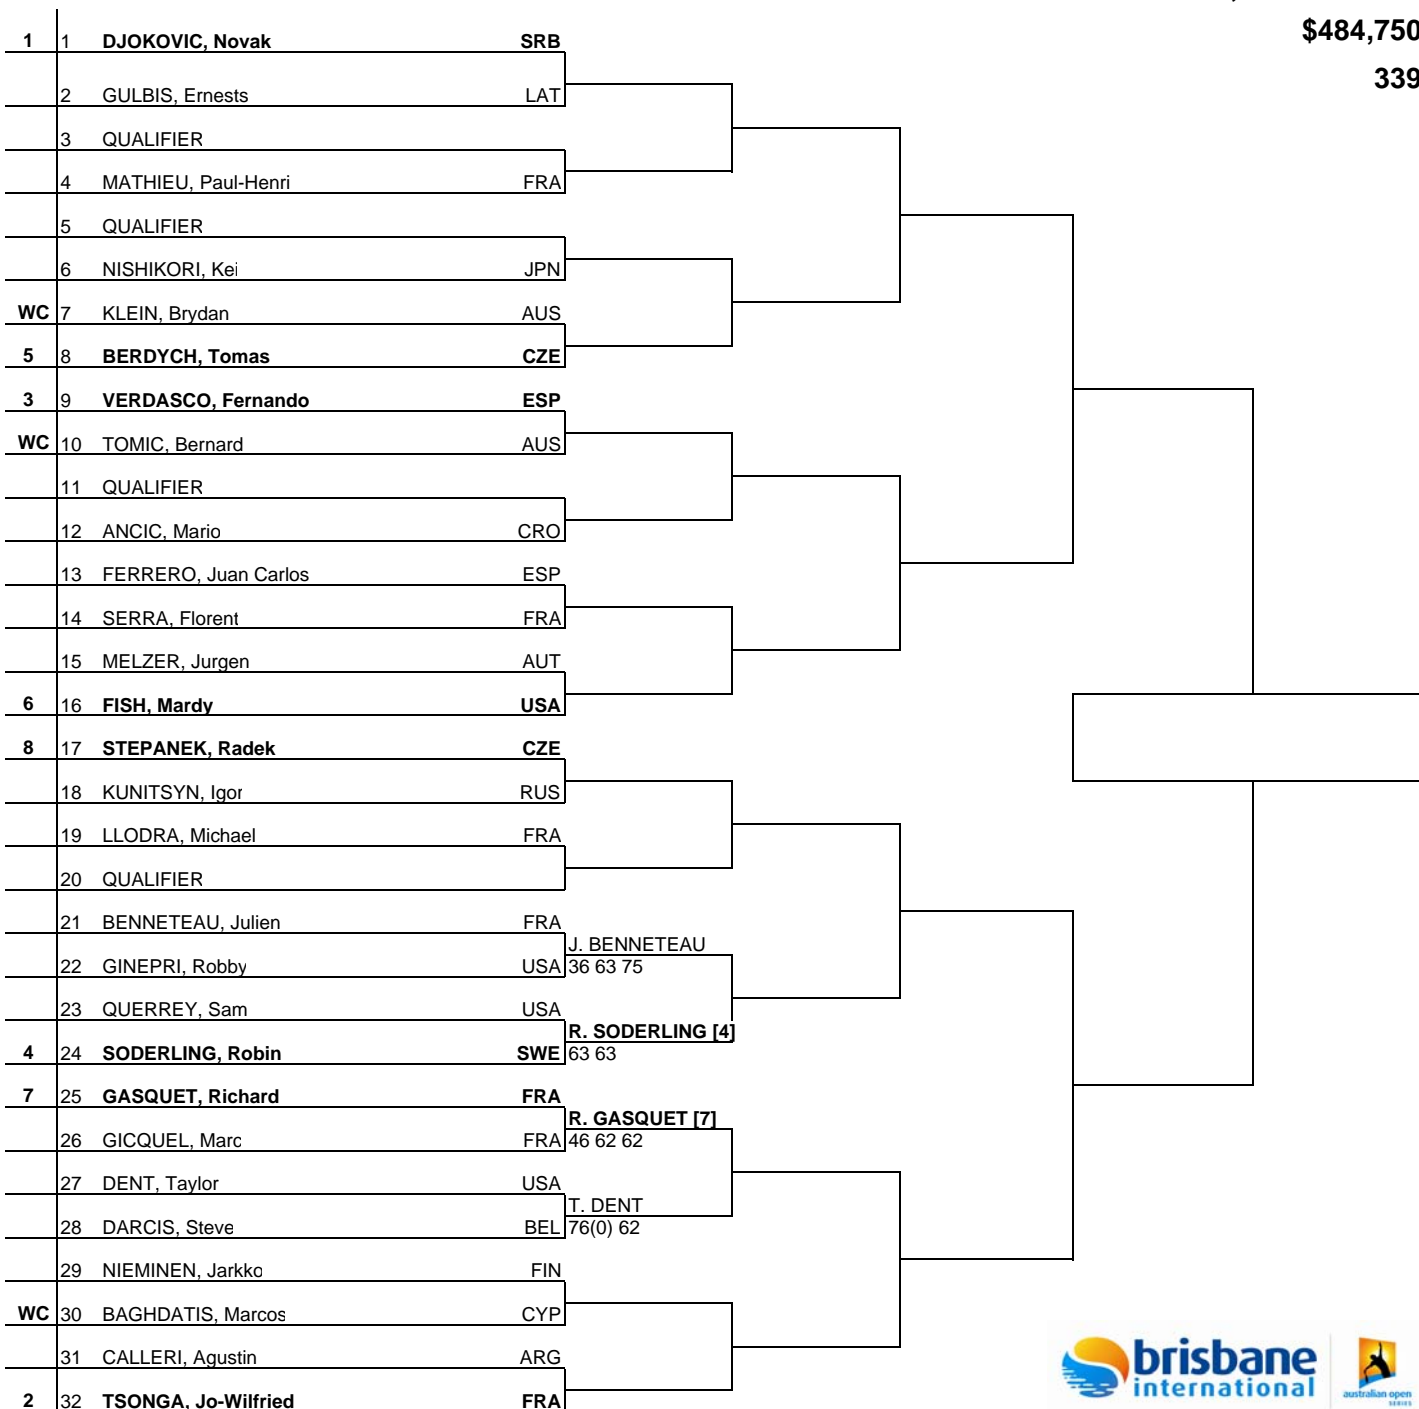 $484,750
1 1 DJOKOVIC, Novak SRB
339
2 GULBIS, Ernests LAT
3 QUALIFIER
4 MATHIEU, Paul-Henri FRA
5 QUALIFIER
6 NISHIKORI, Kei JPN
WC 7 KLEIN, Brydan AUS
5 8 BERDYCH, Tomas CZE
3 9 VERDASCO, Fernando ESP
WC 10 TOMIC, Bernard AUS
11 QUALIFIER
12 ANCIC, Mario CRO
13 FERRERO, Juan Carlos ESP
14 SERRA, Florent FRA
15 MELZER, Jurgen AUT
6 16 FISH, Mardy USA
8 17 STEPANEK, Radek CZE
18 KUNITSYN, Igor RUS
19 LLODRA, Michael FRA
20 QUALIFIER
21 BENNETEAU, Julien FRA
J. BENNETEAU
22 GINEPRI, Robby USA 36 63 75
23 QUERREY, Sam USA
R. SODERLING [4]
4 24 SODERLING, Robin SWE 63 63
7 25 GASQUET, Richard FRA
R. GASQUET [7]
26 GICQUEL, Marc FRA 46 62 62
27 DENT, Taylor USA
T. DENT
28 DARCIS, Steve BEL 76(0) 62
29 NIEMINEN, Jarkko FIN
WC 30 BAGHDATIS, Marcos CYP
31 CALLERI, Agustin ARG
2 32 TSONGA, Jo-Wilfried FRA
brisbane
international
australian open
SERIES